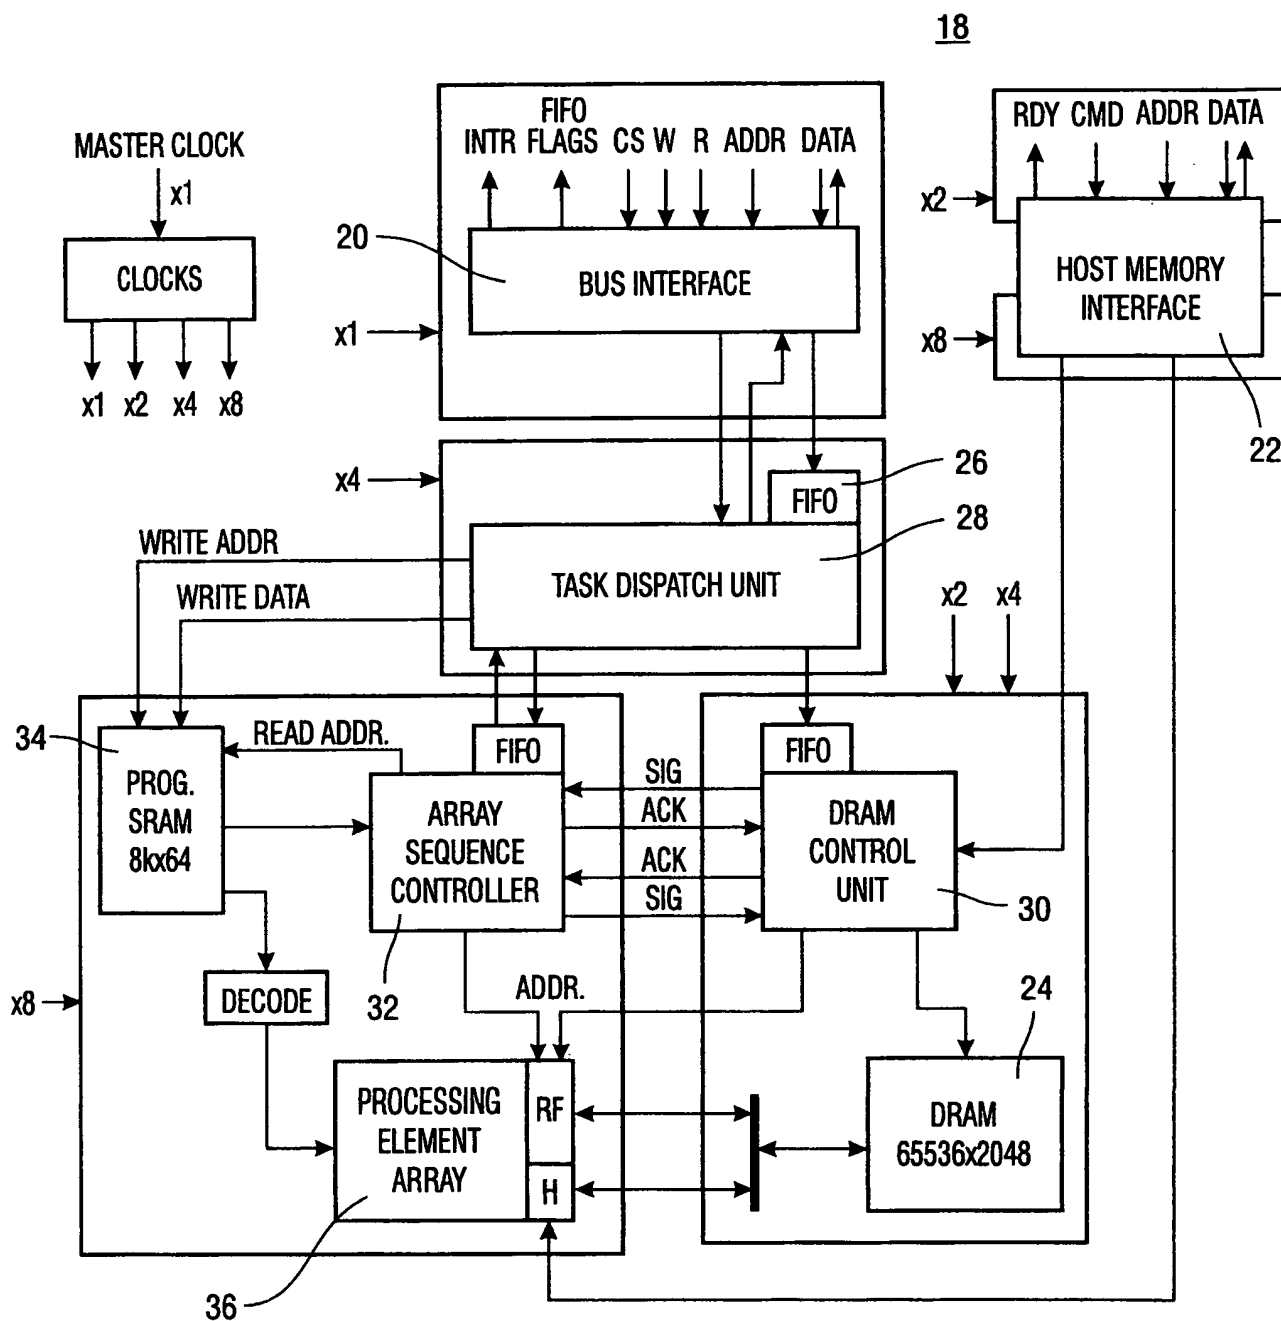 18
MASTER CLOCK
x1
CLOCKS
x1 x2 x4 x8
FIFO
INTR FLAGS CS W R ADDR DATA
20
BUS INTERFACE
x1
RDY CMD ADDR DATA
x2
HOST MEMORY
INTERFACE
x8
22
x4
26
FIFO
28
TASK DISPATCH UNIT
WRITE ADDR
WRITE DATA
x2 x4
34
READ ADDR.
FIFO
FIFO
PROG.
SRAM
8kx64
ARRAY
SEQUENCE
CONTROLLER
SIG
ACK
ACK
SIG
DRAM
CONTROL
UNIT
30
32
x8
DECODE
ADDR.
24
PROCESSING
ELEMENT
ARRAY
RF
H
DRAM
65536x2048
36